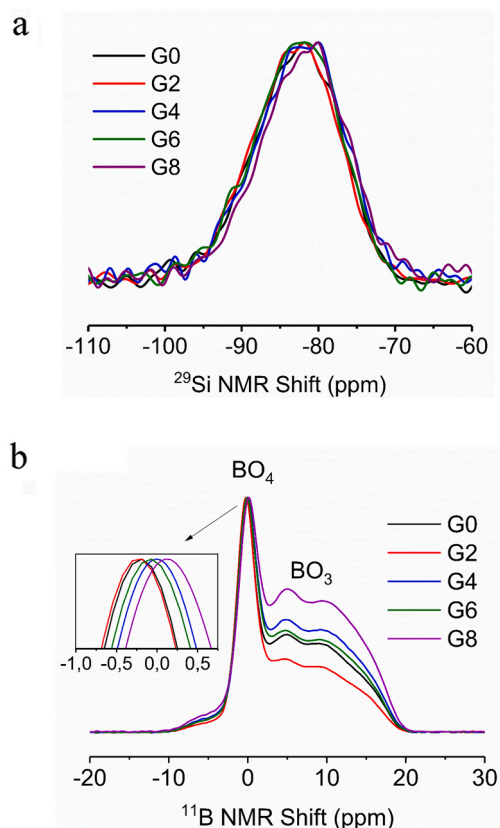 a
G0
G2
G4
G6
G8
-110 -100 -90 -80 -70 -60
²⁹Si NMR Shift (ppm)
b
BO₄
BO₃
G0
G2
G4
G6
G8
-1,0 -0,5 0,0 0,5
-20 -10 0 10 20 30
¹¹B NMR Shift (ppm)